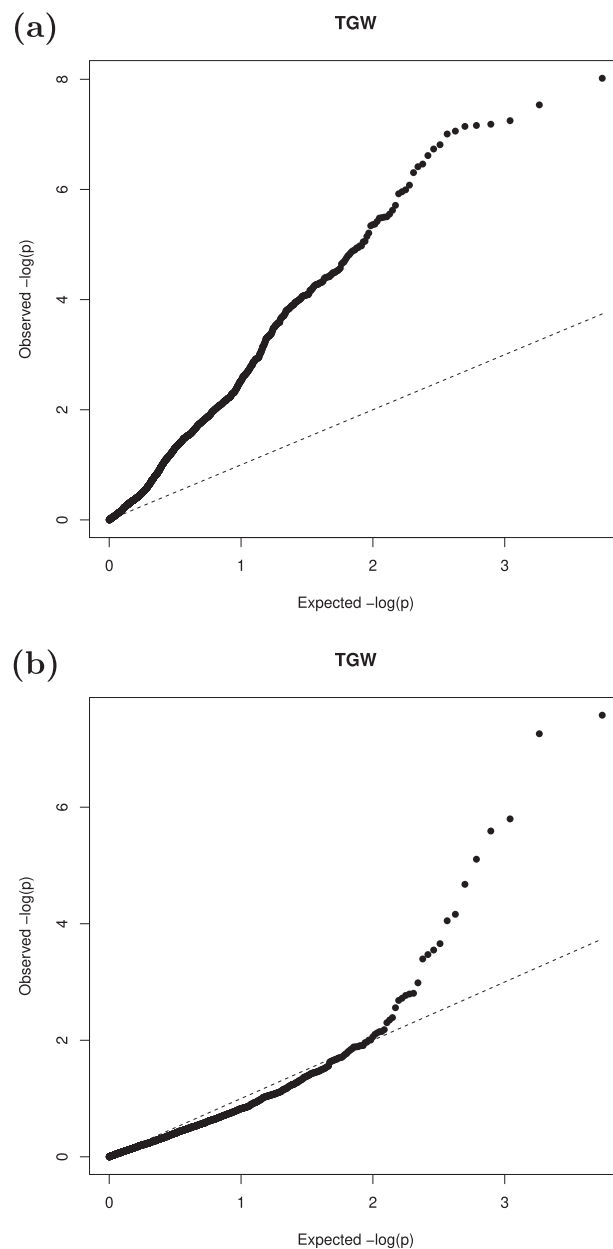 (a)
TGW
8
6
4
2
0
Observed −log(p)
0 1 2 3
Expected −log(p)
(b)
TGW
6
4
2
0
Observed −log(p)
0 1 2 3
Expected −log(p)